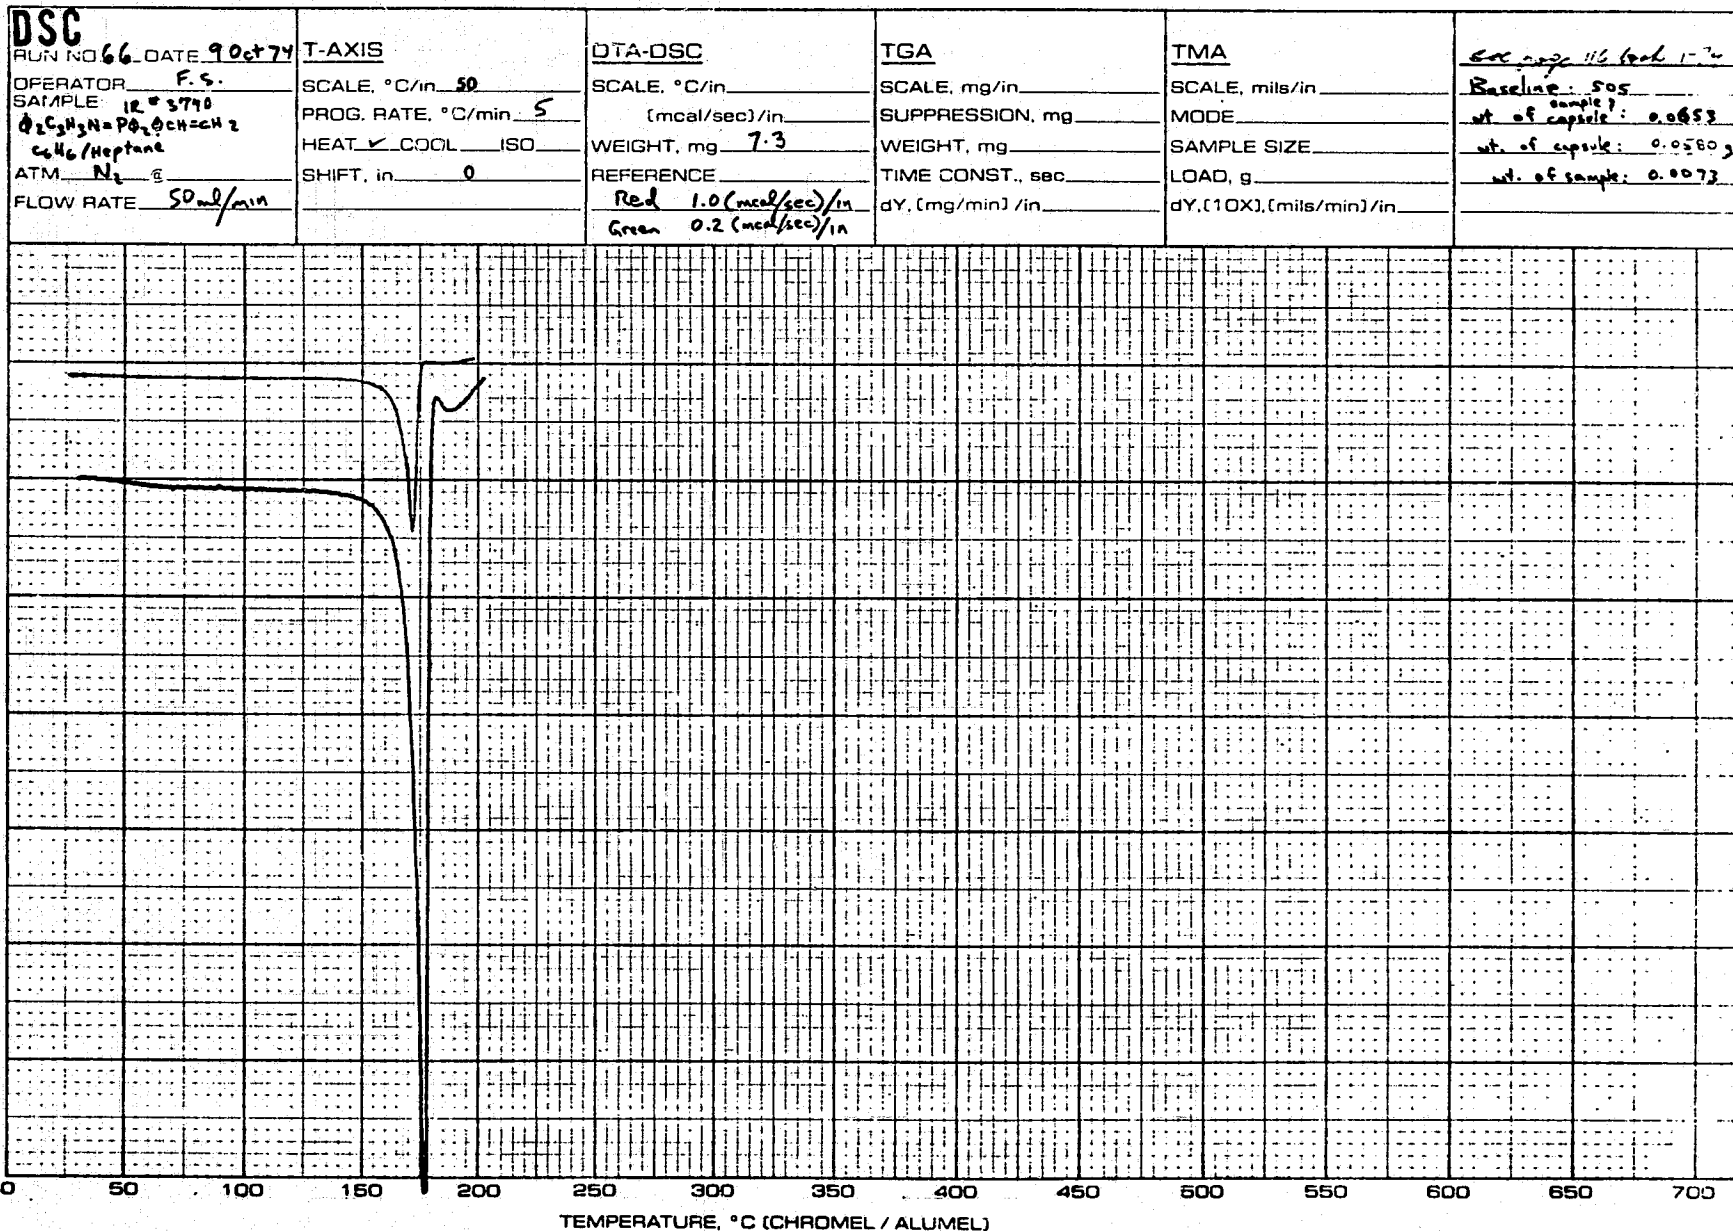 DSC
RUN NO. 66 DATE 9 Oct 74
OPERATOR F.S.
SAMPLE: IR # 3790
Φ₂C₃N₃N=PΦ₂ΦCH=CH₂
C₆H₆/Heptane
ATM N₂
FLOW RATE 50 ml/min
T-AXIS
SCALE, °C/in 50
PROG. RATE, °C/min 5
HEAT ✓ COOL ISO
SHIFT, in 0
DTA-DSC
SCALE, °C/in
(mcal/sec)/in
WEIGHT, mg 7.3
REFERENCE
Red 1.0 (mcal/sec)/in
Green 0.2 (mcal/sec)/in
TGA
SCALE, mg/in
SUPPRESSION, mg
WEIGHT, mg
TIME CONST., sec
dY, (mg/min) /in
TMA
SCALE, mils/in
MODE
SAMPLE SIZE
LOAD, g
dY, (10X), (mils/min)/in
Baseline: 505
sample &
wt. of capsule: 0.0653
wt. of capsule: 0.0580 g
wt. of sample: 0.0073
0 50 100 150 200 250 300 350 400 450 500 550 600 650 700
TEMPERATURE, °C (CHROMEL / ALUMEL)